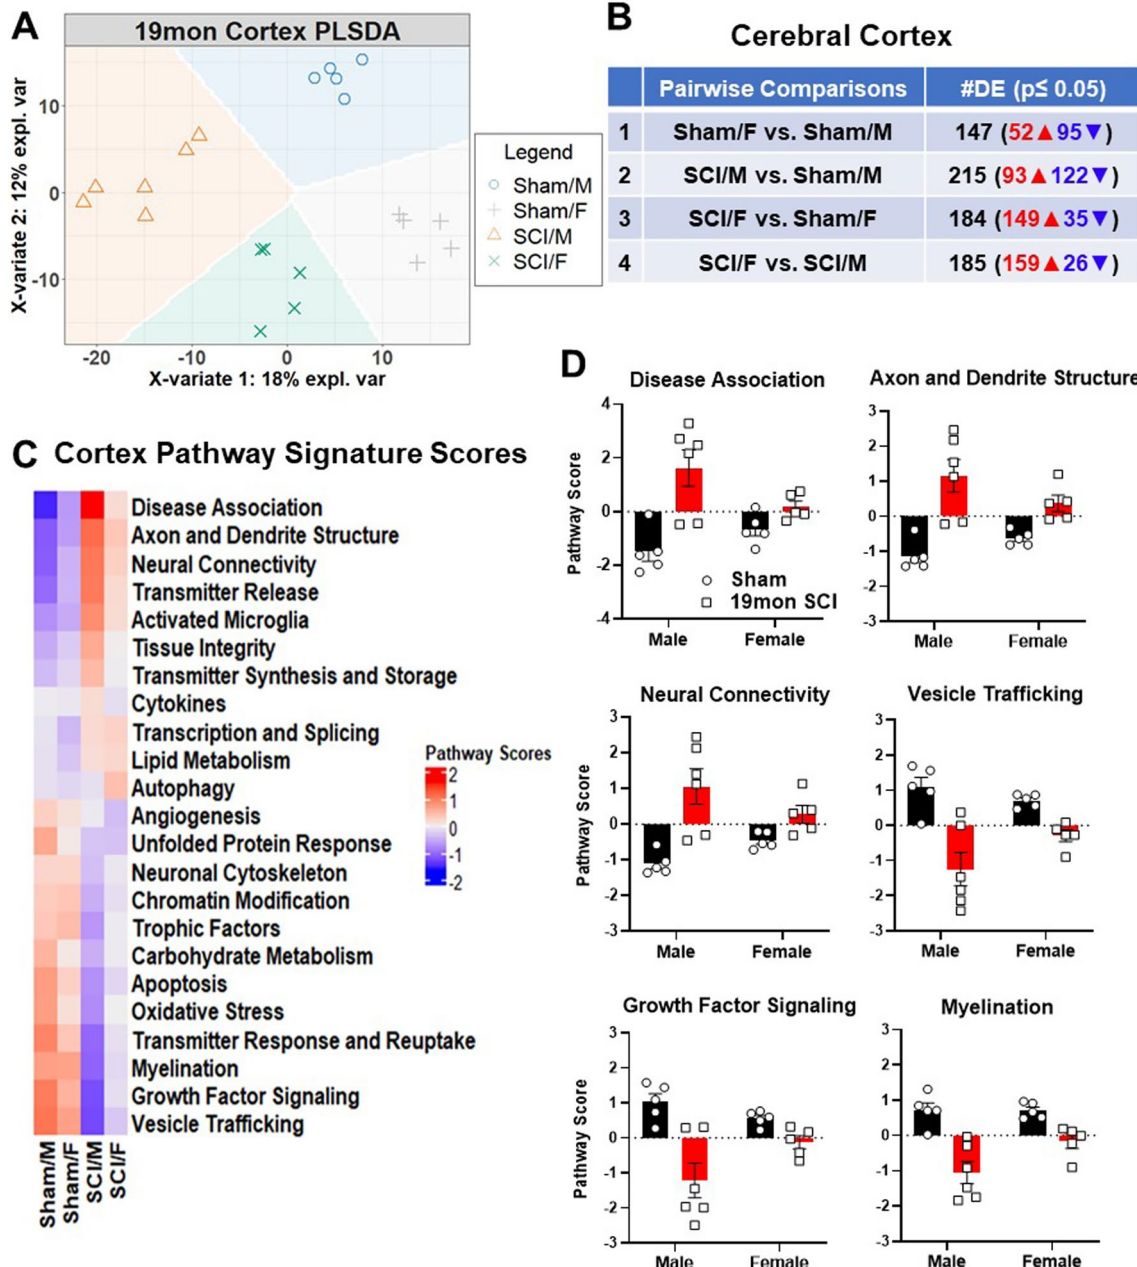 A
19mon Cortex PLSDA
X-variate 2: 12% expl. var
10
0
-10
-20
-10
0
10
X-variate 1: 18% expl. var
Legend
Sham/M
Sham/F
SCI/M
SCI/F
B
Cerebral Cortex
Pairwise Comparisons #DE (p≤ 0.05)
1 Sham/F vs. Sham/M 147 (52▲95▼)
2 SCI/M vs. Sham/M 215 (93▲122▼)
3 SCI/F vs. Sham/F 184 (149▲35▼)
4 SCI/F vs. SCI/M 185 (159▲26▼)
C Cortex Pathway Signature Scores
Disease Association
Axon and Dendrite Structure
Neural Connectivity
Transmitter Release
Activated Microglia
Tissue Integrity
Transmitter Synthesis and Storage
Cytokines
Transcription and Splicing
Lipid Metabolism
Autophagy
Angiogenesis
Unfolded Protein Response
Neuronal Cytoskeleton
Chromatin Modification
Trophic Factors
Carbohydrate Metabolism
Apoptosis
Oxidative Stress
Transmitter Response and Reuptake
Myelination
Growth Factor Signaling
Vesicle Trafficking
Sham/M
Sham/F
SCI/M
SCI/F
Pathway Scores
2
1
0
-1
-2
D
Disease Association
Pathway Score
4
2
0
-2
-4
Sham
19mon SCI
Male Female
Axon and Dendrite Structure
3
2
1
0
-1
-2
-3
Male Female
Neural Connectivity
Pathway Score
3
2
1
0
-1
-2
-3
Male Female
Vesicle Trafficking
3
2
1
0
-1
-2
-3
Male Female
Growth Factor Signaling
Pathway Score
3
2
1
0
-1
-2
-3
Male Female
Myelination
3
2
1
0
-1
-2
-3
Male Female